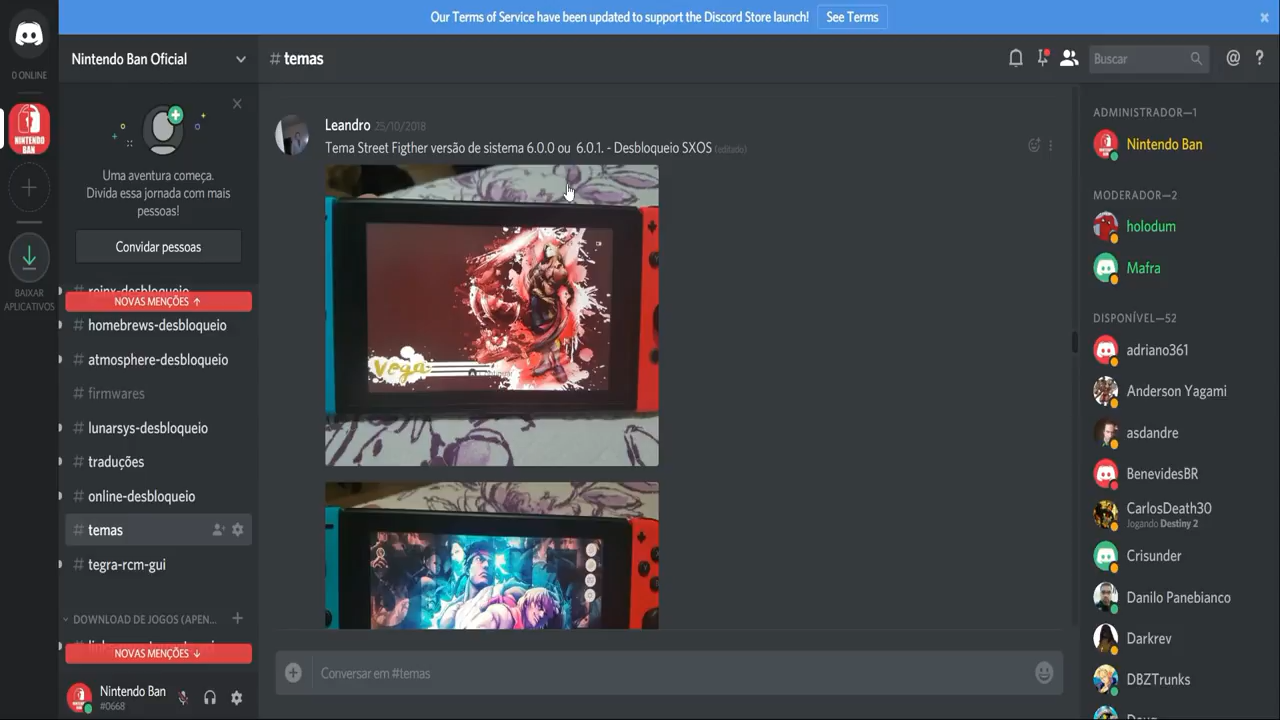 Our Terms of Service have been updated to support the Discord Store launch!
See Terms
0 ONLINE
Nintendo Ban Oficial
# temas
Buscar
NINTENDO
BAN
Uma aventura começa.
Divida essa jornada com mais
pessoas!
Convidar pessoas
BAIXAR
APLICATIVOS
# reinx-desbloqueio
NOVAS MENÇÕES
# homebrews-desbloqueio
# atmosphere-desbloqueio
# firmwares
# lunarsys-desbloqueio
# traduções
# online-desbloqueio
# temas
# tegra-rcm-gui
DOWNLOAD DE JOGOS (APEN...
NOVAS MENÇÕES
Nintendo Ban
#0668
Leandro 25/10/2018
Tema Street Figther versão de sistema 6.0.0 ou 6.0.1. - Desbloqueio SXOS (editado)
Vega
Conversar em #temas
ADMINISTRADOR—1
Nintendo Ban
MODERADOR—2
holodum
Mafra
DISPONÍVEL—52
adriano361
Anderson Yagami
asdandre
BenevidesBR
CarlosDeath30
Jogando Destiny 2
Crisunder
Danilo Panebianco
Darkrev
DBZTrunks